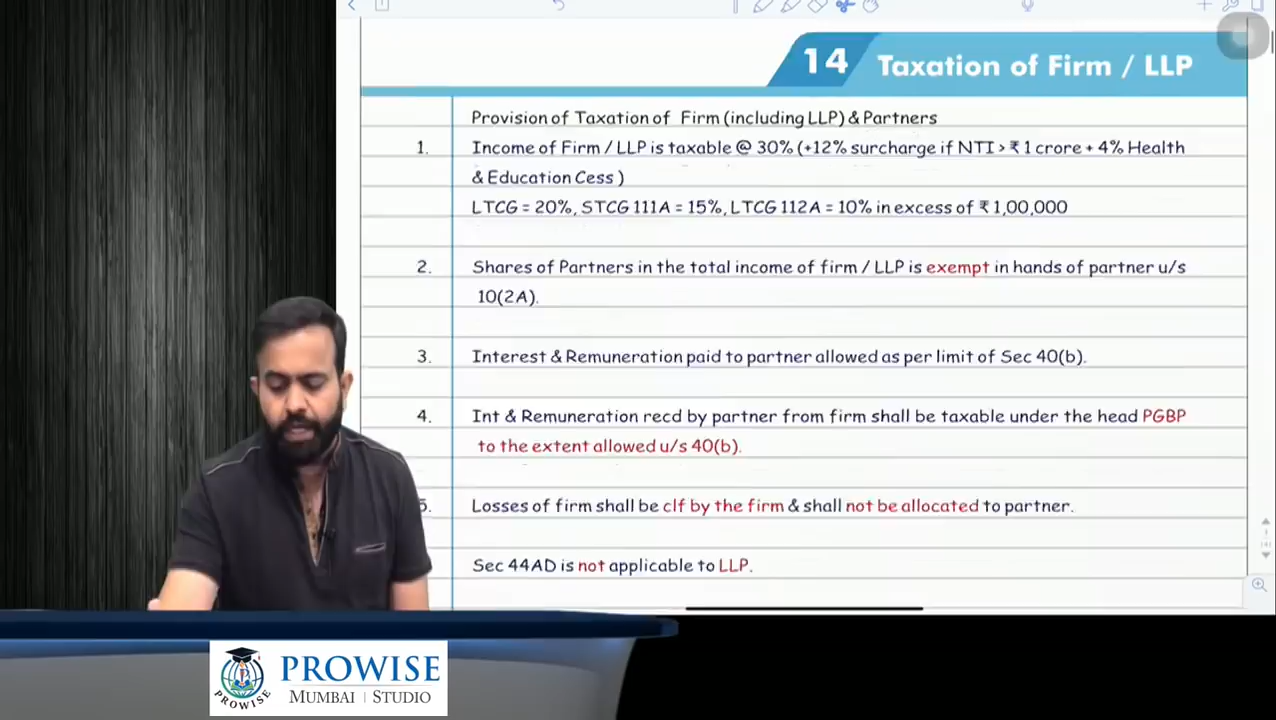 14 Taxation of Firm / LLP
Provision of Taxation of Firm (including LLP) & Partners
1. Income of Firm / LLP is taxable @ 30% (+12% surcharge if NTI > ₹ 1 crore + 4% Health
& Education Cess )
LTCG = 20%, STCG 111A = 15%, LTCG 112A = 10% in excess of ₹ 1,00,000
2. Shares of Partners in the total income of firm / LLP is exempt in hands of partner u/s
10(2A).
3. Interest & Remuneration paid to partner allowed as per limit of Sec 40(b).
4. Int & Remuneration recd by partner from firm shall be taxable under the head PGBP
to the extent allowed u/s 40(b).
5. Losses of firm shall be clf by the firm & shall not be allocated to partner.
Sec 44AD is not applicable to LLP.
PROWISE
PROWISE
MUMBAI | STUDIO